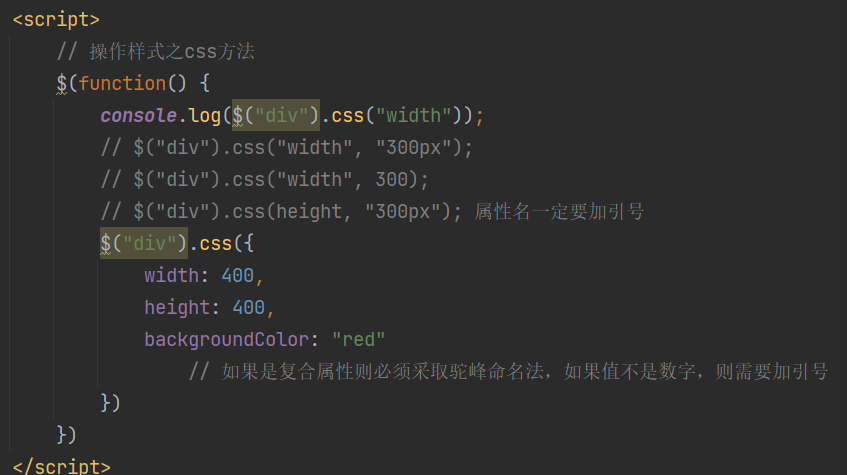 <script>
// 操作样式之css方法
$(function() {
console.log($("div").css("width"));
// $("div").css("width", "300px");
// $("div").css("width", 300);
// $("div").css(height, "300px"); 属性名一定要加引号
$("div").css({
width: 400,
height: 400,
backgroundColor: "red"
// 如果是复合属性则必须采取驼峰命名法，如果值不是数字，则需要加引号
})
})
</script>